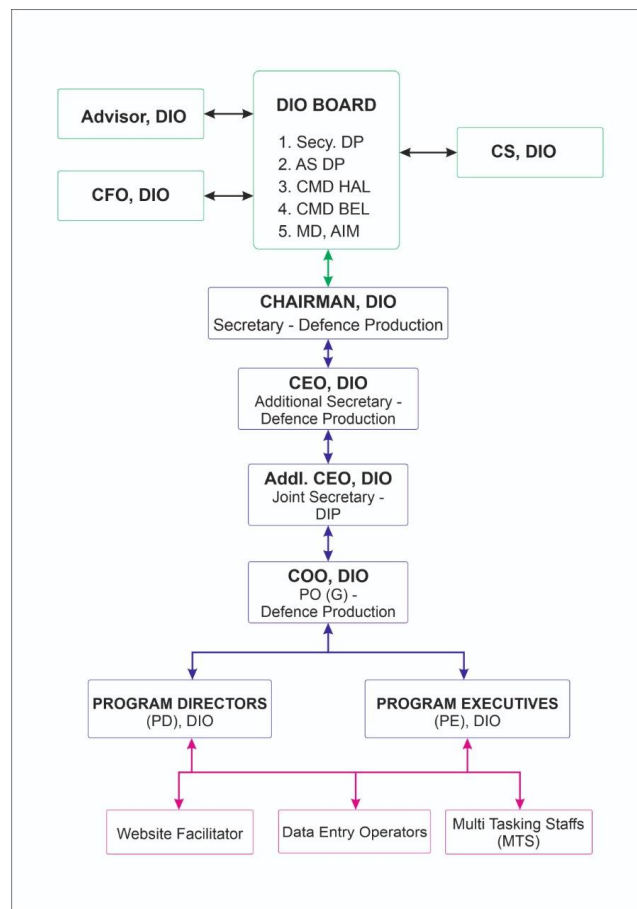 Advisor, DIO
CFO, DIO
DIO BOARD
1. Secy. DP
2. AS DP
3. CMD HAL
4. CMD BEL
5. MD, AIM
CS, DIO
CHAIRMAN, DIO
Secretary - Defence Production
CEO, DIO
Additional Secretary -
Defence Production
Addl. CEO, DIO
Joint Secretary -
DIP
COO, DIO
PO (G) -
Defence Production
PROGRAM DIRECTORS
(PD), DIO
PROGRAM EXECUTIVES
(PE), DIO
Website Facilitator
Data Entry Operators
Multi Tasking Staffs
(MTS)